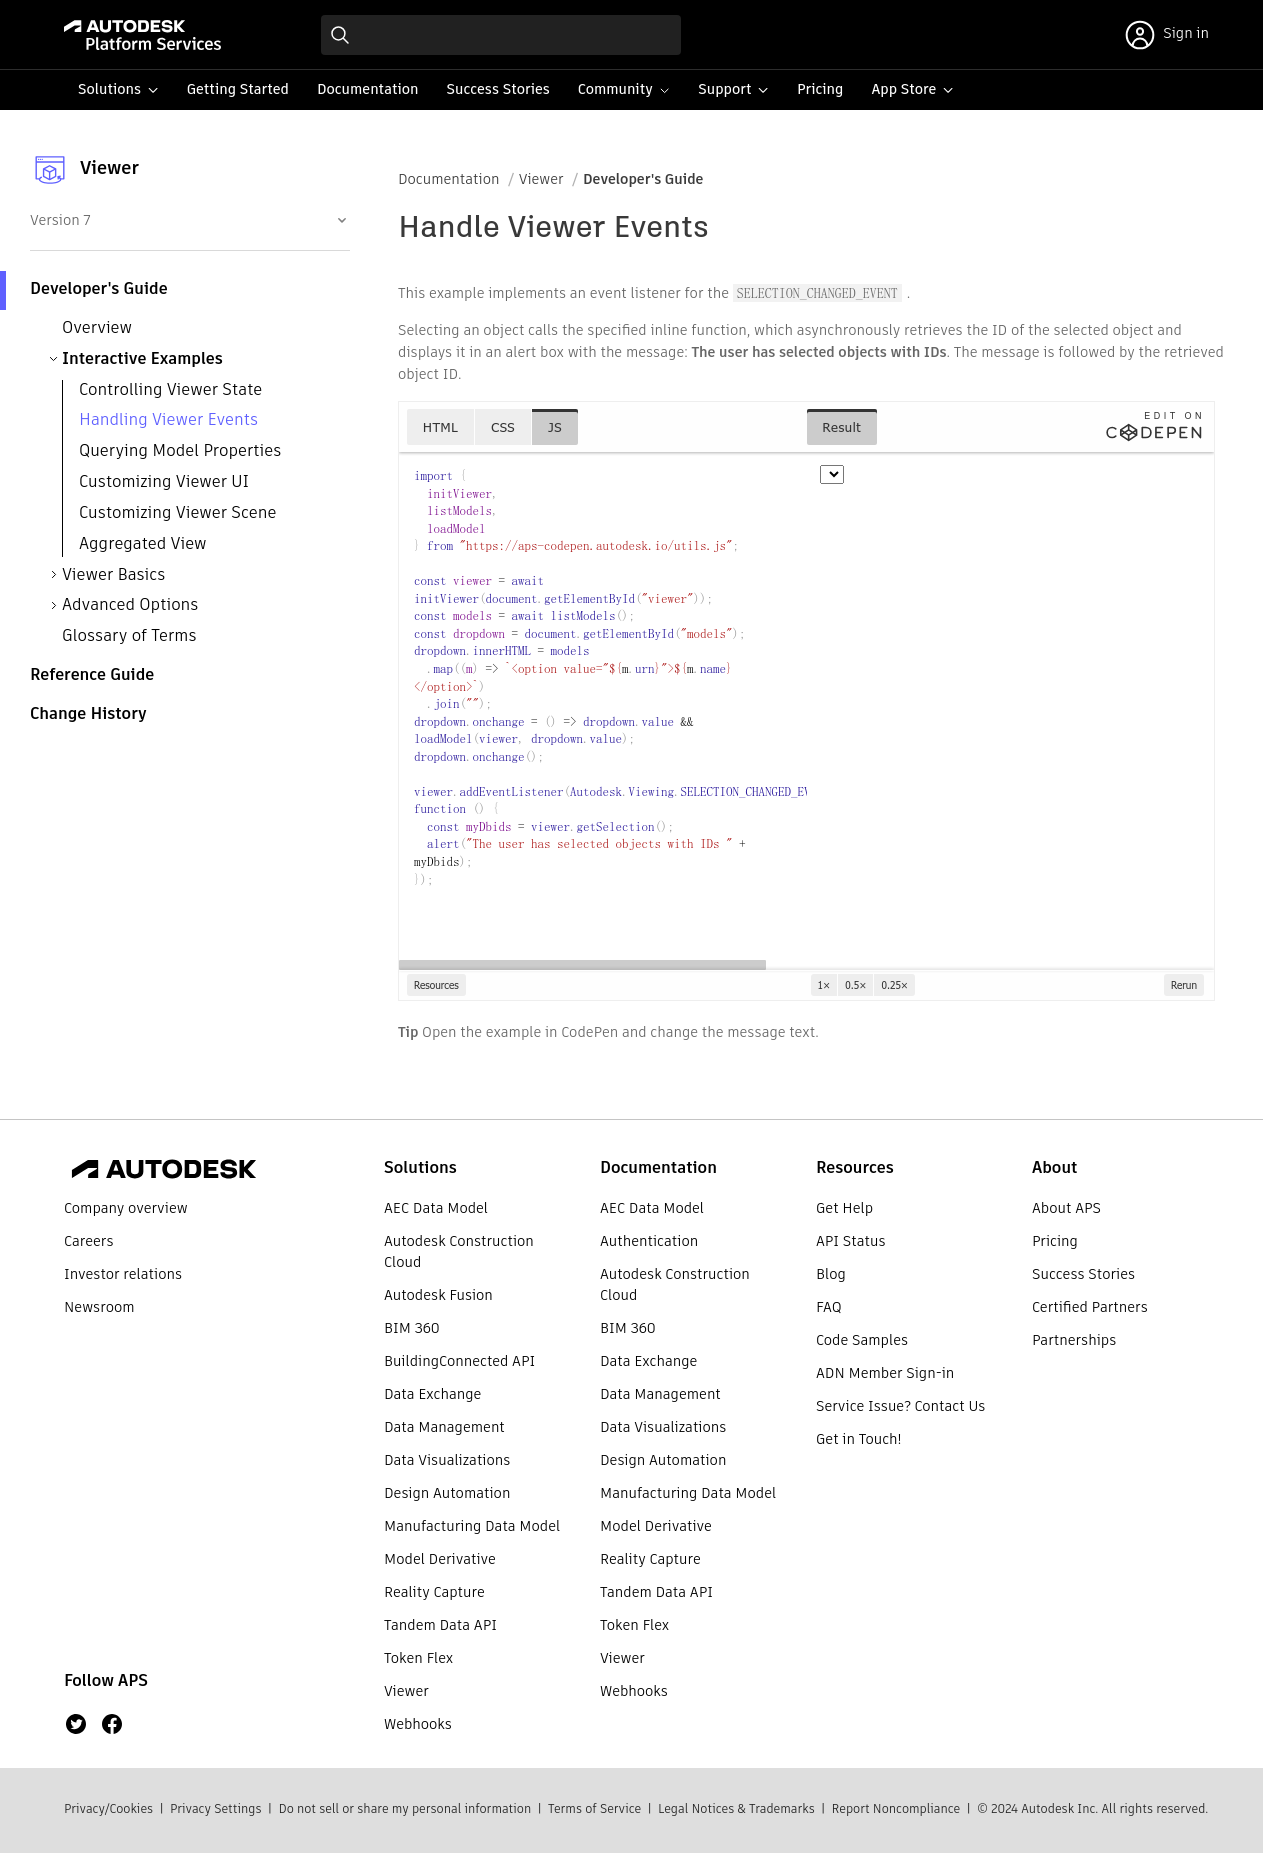 AUTODESK
Platform Services
Sign in
Solutions Getting Started Documentation Success Stories Community Support Pricing App Store
Viewer
Version 7
Developer's Guide
Overview
Interactive Examples
Controlling Viewer State
Handling Viewer Events
Querying Model Properties
Customizing Viewer UI
Customizing Viewer Scene
Aggregated View
Viewer Basics
Advanced Options
Glossary of Terms
Reference Guide
Change History
Documentation / Viewer / Developer's Guide
Handle Viewer Events
This example implements an event listener for the SELECTION_CHANGED_EVENT .
Selecting an object calls the specified inline function, which asynchronously retrieves the ID of the selected object and
displays it in an alert box with the message: The user has selected objects with IDs. The message is followed by the retrieved
object ID.
HTML CSS JS Result EDIT ON
CODEPEN
import {
  initViewer,
  listModels,
  loadModel
} from "https://aps-codepen.autodesk.io/utils.js";
const viewer = await
initViewer(document.getElementById("viewer"));
const models = await listModels();
const dropdown = document.getElementById("models");
dropdown.innerHTML = models
  .map((m) => `<option value="${m.urn}">${m.name}
</option>`)
  .join("");
dropdown.onchange = () => dropdown.value &&
loadModel(viewer, dropdown.value);
dropdown.onchange();
viewer.addEventListener(Autodesk.Viewing.SELECTION_CHANGED_EV
function () {
  const myDbids = viewer.getSelection();
  alert("The user has selected objects with IDs " +
myDbids);
});
Resources 1× 0.5× 0.25× Rerun
Tip Open the example in CodePen and change the message text.
AUTODESK
Company overview
Careers
Investor relations
Newsroom
Follow APS
Solutions
AEC Data Model
Autodesk Construction
Cloud
Autodesk Fusion
BIM 360
BuildingConnected API
Data Exchange
Data Management
Data Visualizations
Design Automation
Manufacturing Data Model
Model Derivative
Reality Capture
Tandem Data API
Token Flex
Viewer
Webhooks
Documentation
AEC Data Model
Authentication
Autodesk Construction
Cloud
BIM 360
Data Exchange
Data Management
Data Visualizations
Design Automation
Manufacturing Data Model
Model Derivative
Reality Capture
Tandem Data API
Token Flex
Viewer
Webhooks
Resources
Get Help
API Status
Blog
FAQ
Code Samples
ADN Member Sign-in
Service Issue? Contact Us
Get in Touch!
About
About APS
Pricing
Success Stories
Certified Partners
Partnerships
Privacy/Cookies | Privacy Settings | Do not sell or share my personal information | Terms of Service | Legal Notices & Trademarks | Report Noncompliance | © 2024 Autodesk Inc. All rights reserved.